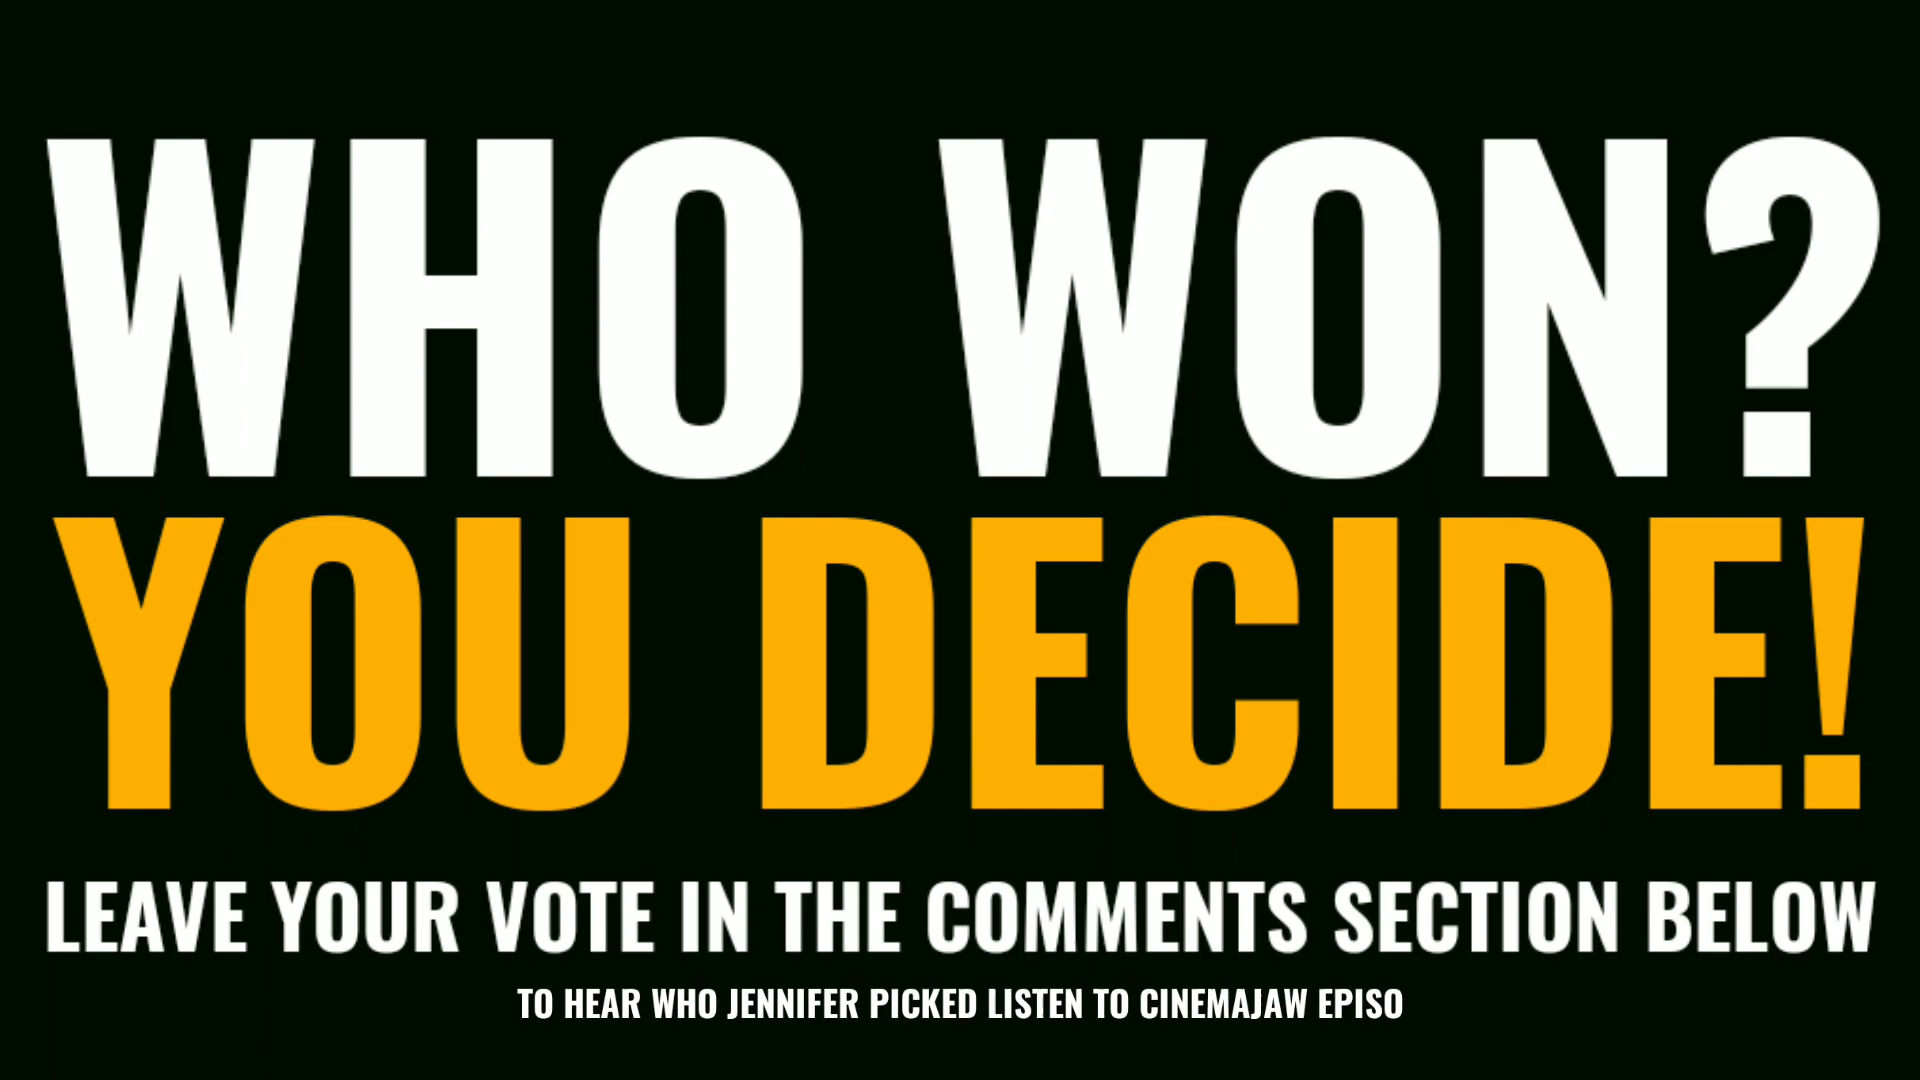 WHO WON?
YOU DECIDE!
LEAVE YOUR VOTE IN THE COMMENTS SECTION BELOW
TO HEAR WHO JENNIFER PICKED LISTEN TO CINEMAJAW EPISO